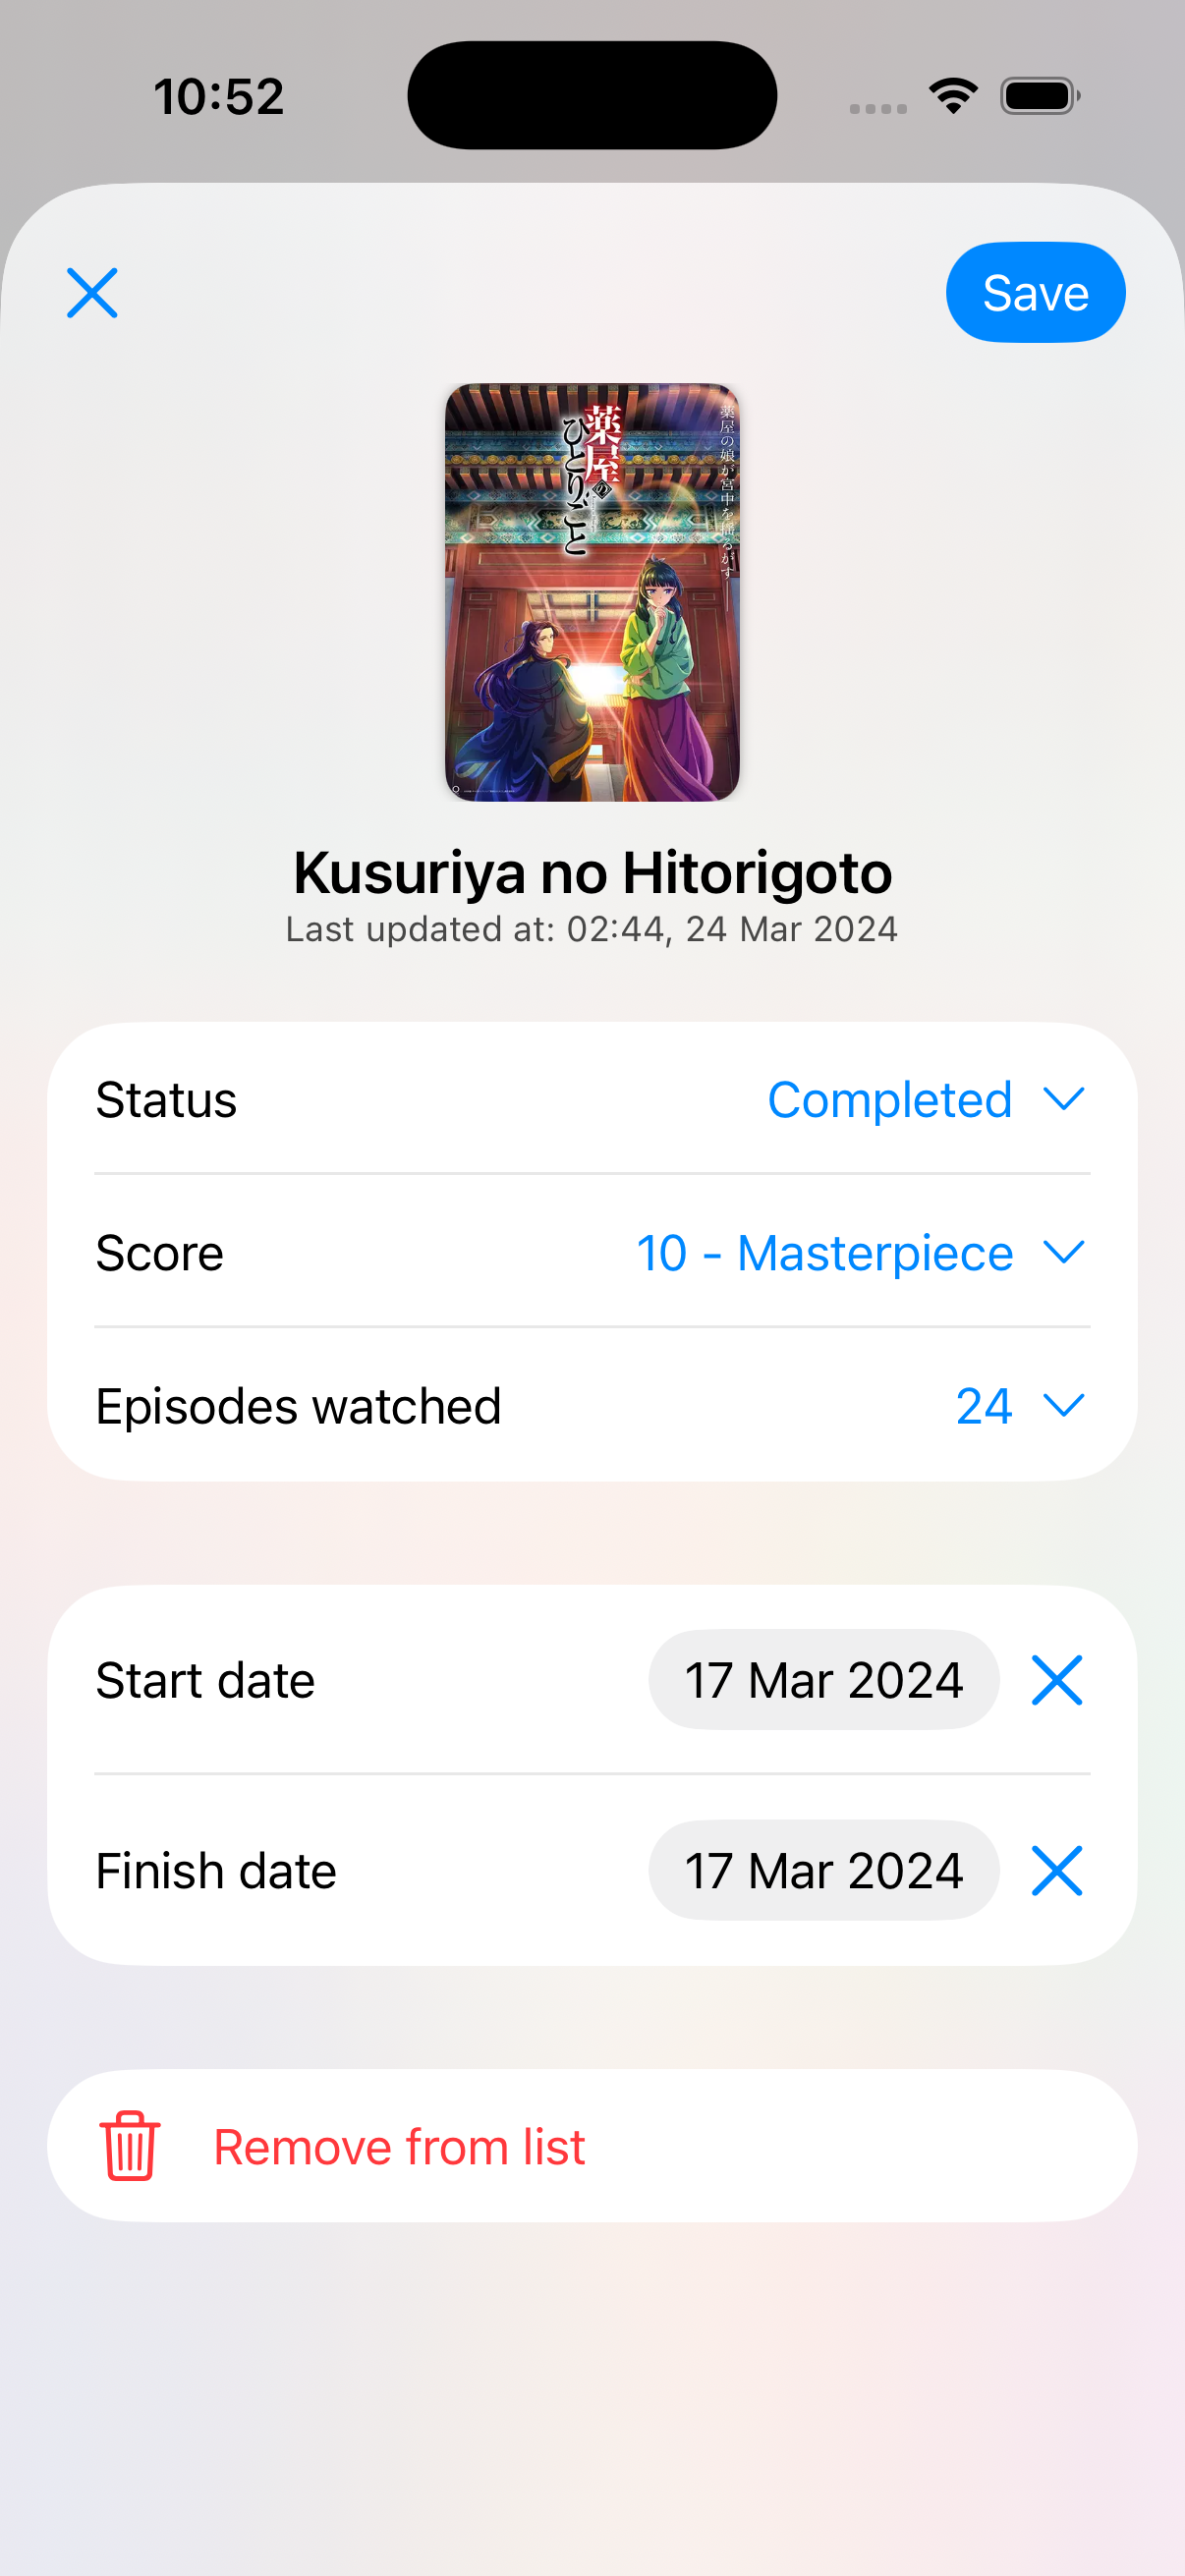 10:52
Save
薬屋の
ひとりごと
薬屋の娘が宮中を揺るがす
Kusuriya no Hitorigoto
Last updated at: 02:44, 24 Mar 2024
Status Completed
Score 10 - Masterpiece
Episodes watched 24
Start date 17 Mar 2024
Finish date 17 Mar 2024
Remove from list